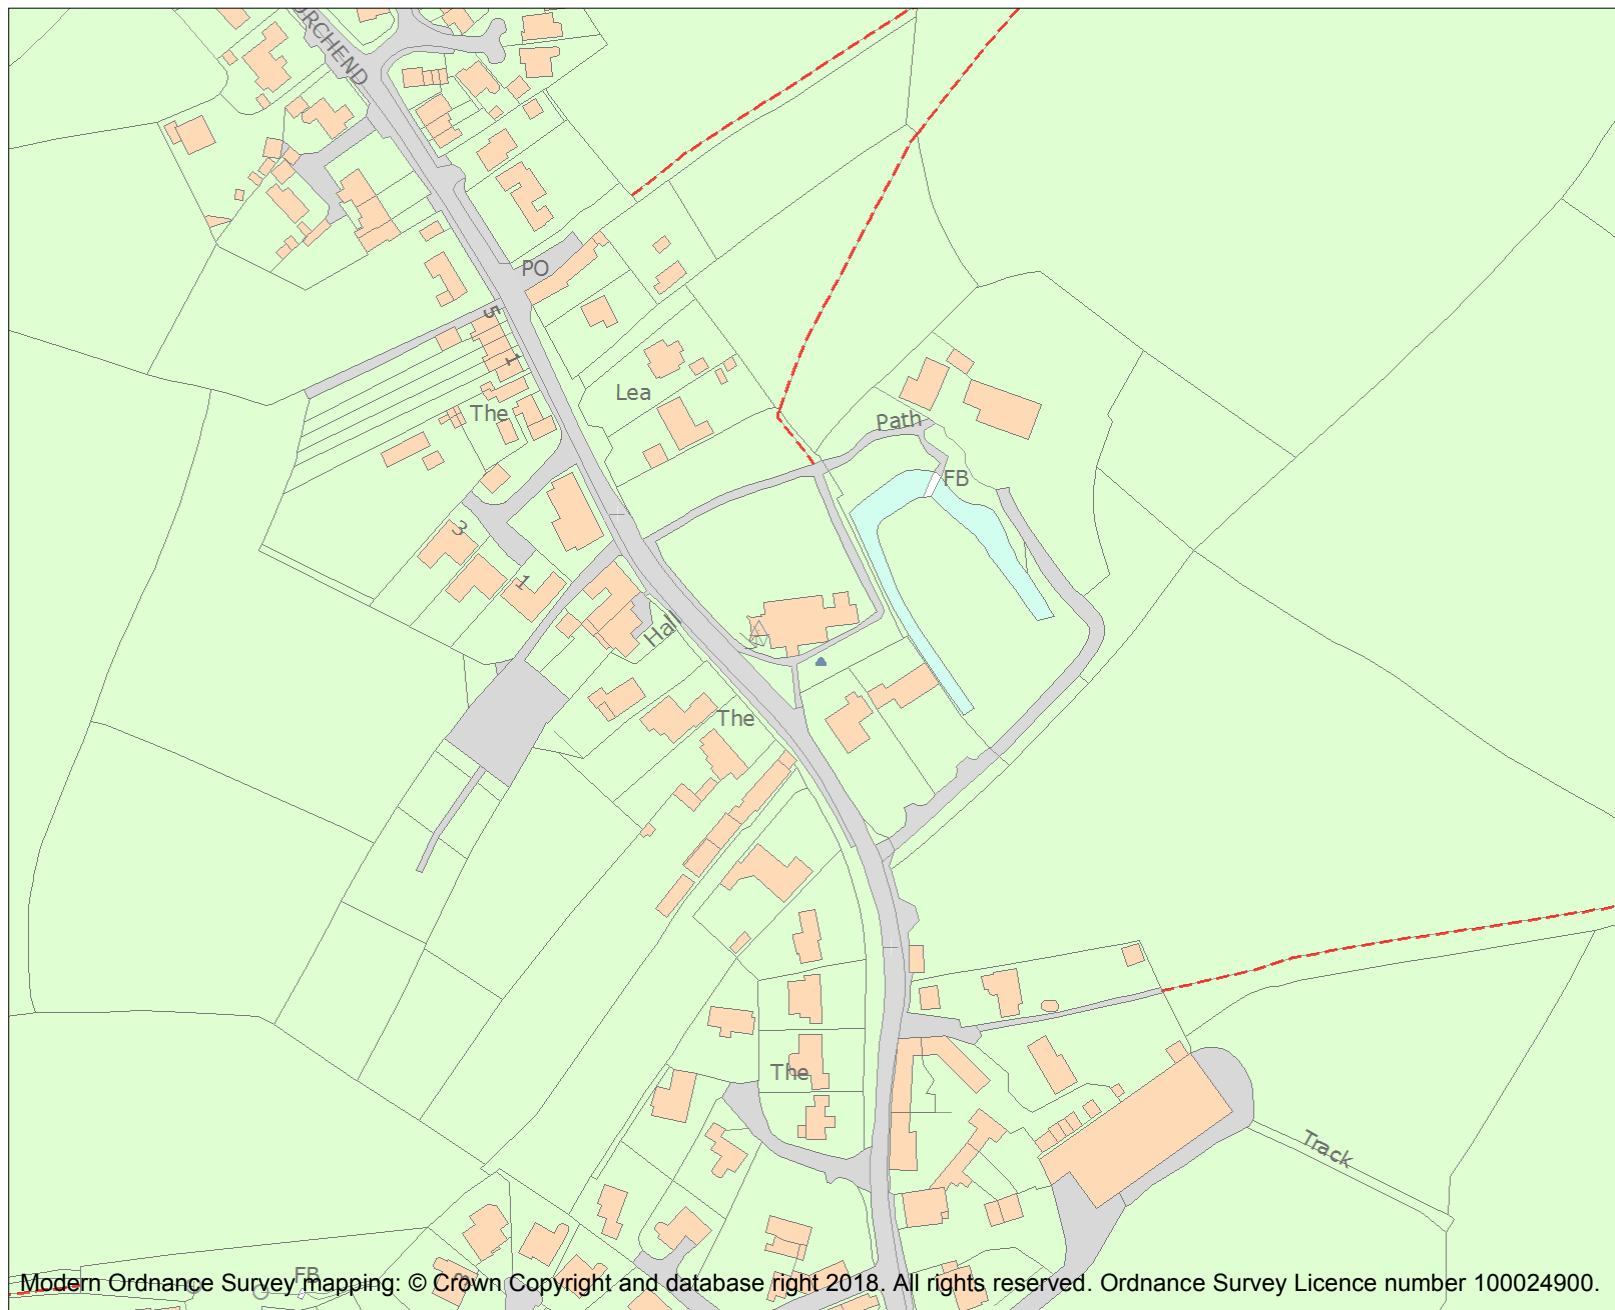 PO
5
1
Lea
The
Path
FB
3
1
Hall
The
The
Track
FB
Modern Ordnance Survey mapping: © Crown Copyright and database right 2018. All rights reserved. Ordnance Survey Licence number 100024900.